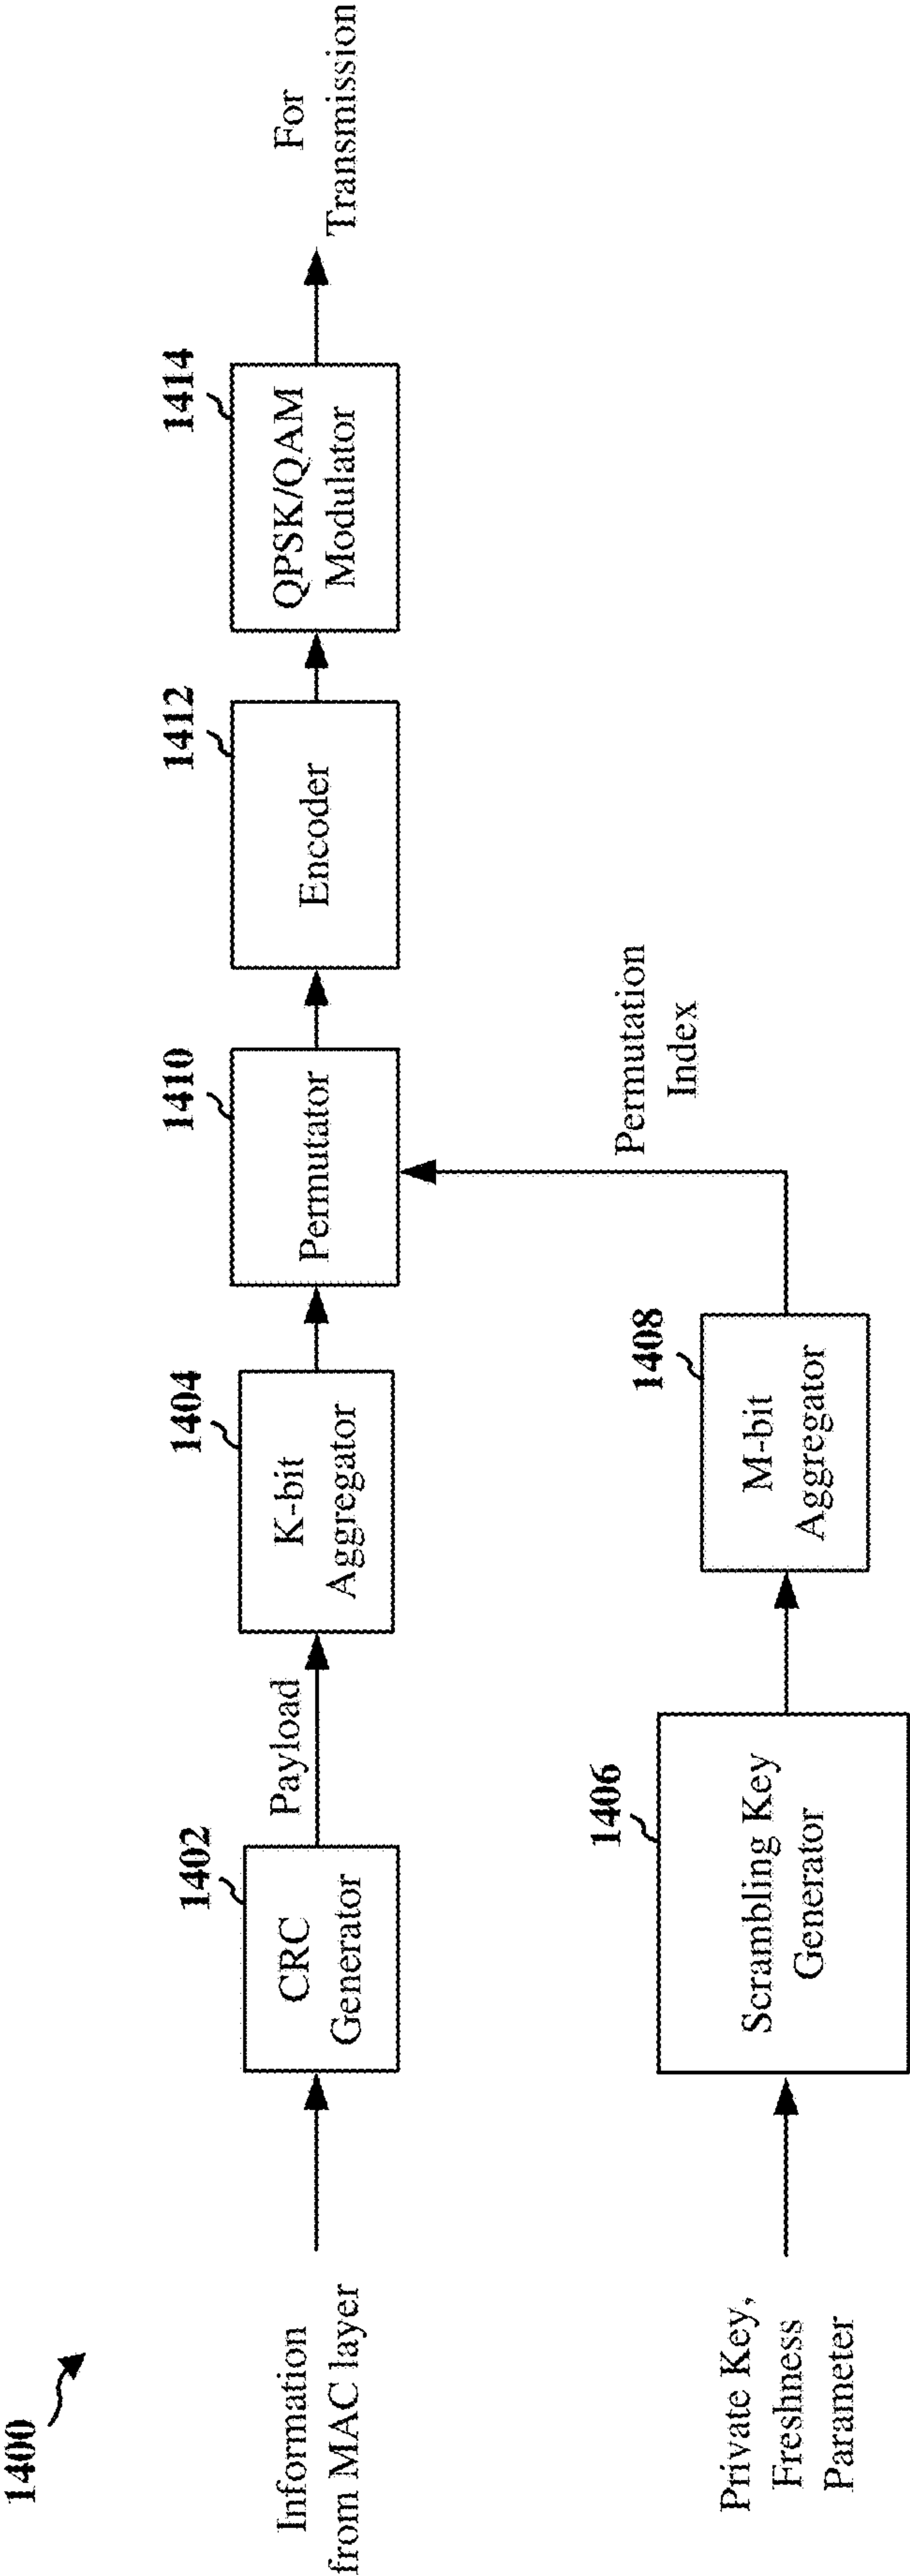 1400
Information
from MAC layer
1402
CRC
Generator
Payload
1404
K-bit
Aggregator
1410
Permutator
1412
Encoder
1414
QPSK/QAM
Modulator
For
Transmission
Private Key,
Freshness
Parameter
1406
Scrambling Key
Generator
1408
M-bit
Aggregator
Permutation
Index